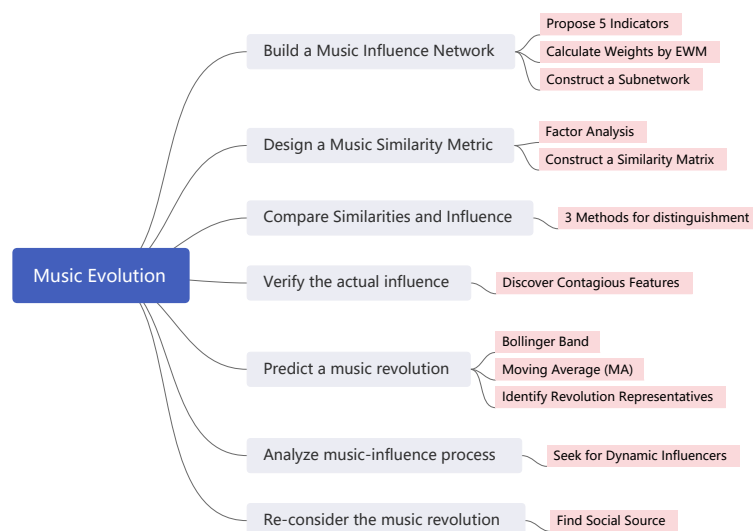 Music Evolution
Build a Music Influence Network
Propose 5 Indicators
Calculate Weights by EWM
Construct a Subnetwork
Design a Music Similarity Metric
Factor Analysis
Construct a Similarity Matrix
Compare Similarities and Influence
3 Methods for distinguishment
Verify the actual influence
Discover Contagious Features
Predict a music revolution
Bollinger Band
Moving Average (MA)
Identify Revolution Representatives
Analyze music-influence process
Seek for Dynamic Influencers
Re-consider the music revolution
Find Social Source